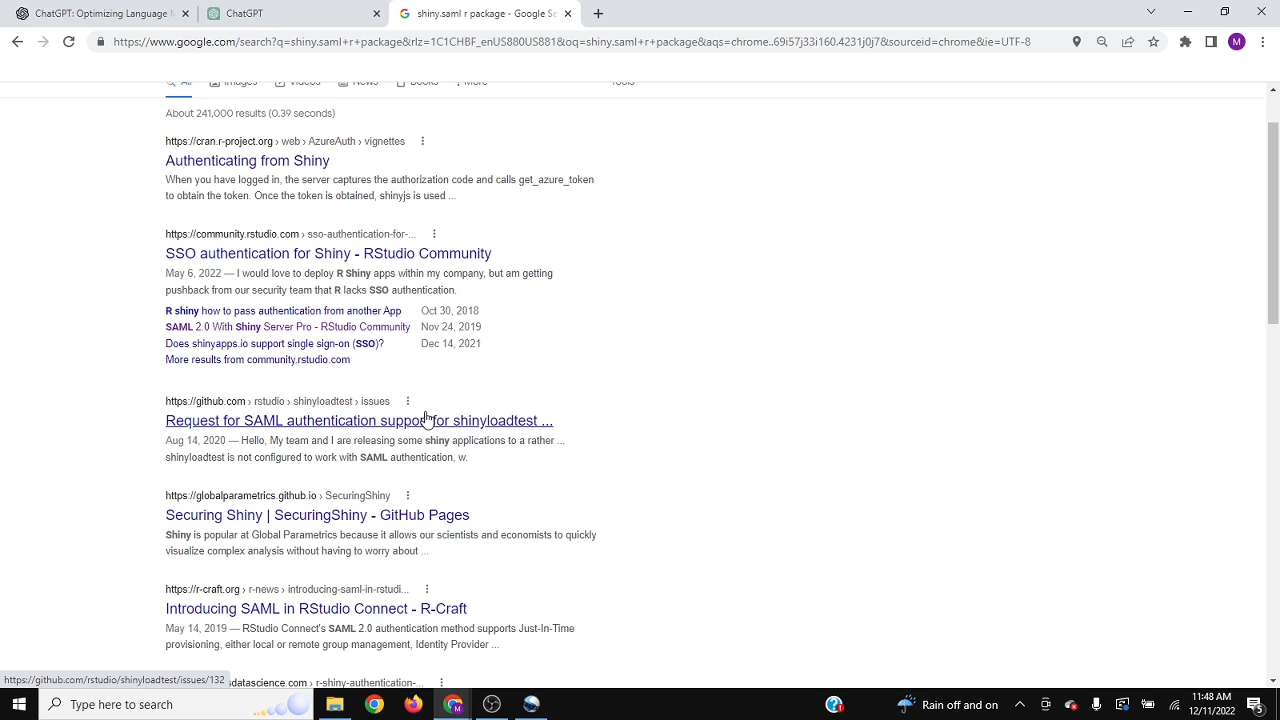 ChatGPT: Optimizing Language M
ChatGPT
shiny.saml r package - Google Se
https://www.google.com/search?q=shiny.saml+r+package&rlz=1C1CHBF_enUS880US881&oq=shiny.saml+r+package&aqs=chrome..69i57j33i160.4231j0j7&sourceid=chrome&ie=UTF-8
M
All Images Videos News Books More Tools
About 241,000 results (0.39 seconds)
https://cran.r-project.org › web › AzureAuth › vignettes
Authenticating from Shiny
When you have logged in, the server captures the authorization code and calls get_azure_token
to obtain the token. Once the token is obtained, shinyjs is used ...
https://community.rstudio.com › sso-authentication-for-...
SSO authentication for Shiny - RStudio Community
May 6, 2022 — I would love to deploy R Shiny apps within my company, but am getting
pushback from our security team that R lacks SSO authentication.
R shiny how to pass authentication from another App Oct 30, 2018
SAML 2.0 With Shiny Server Pro - RStudio Community Nov 24, 2019
Does shinyapps.io support single sign-on (SSO)? Dec 14, 2021
More results from community.rstudio.com
https://github.com › rstudio › shinyloadtest › issues
Request for SAML authentication support for shinyloadtest ...
Aug 14, 2020 — Hello, My team and I are releasing some shiny applications to a rather ...
shinyloadtest is not configured to work with SAML authentication, w.
https://globalparametrics.github.io › SecuringShiny
Securing Shiny | SecuringShiny - GitHub Pages
Shiny is popular at Global Parametrics because it allows our scientists and economists to quickly
visualize complex analysis without having to worry about ...
https://r-craft.org › r-news › introducing-saml-in-rstudi...
Introducing SAML in RStudio Connect - R-Craft
May 14, 2019 — RStudio Connect's SAML 2.0 authentication method supports Just-In-Time
provisioning, either local or remote group management, Identity Provider ...
sdatascience.com › r-shiny-authentication-...
https://github.com/rstudio/shinyloadtest/issues/132
Type here to search
Rain off and on
11:48 AM
12/11/2022